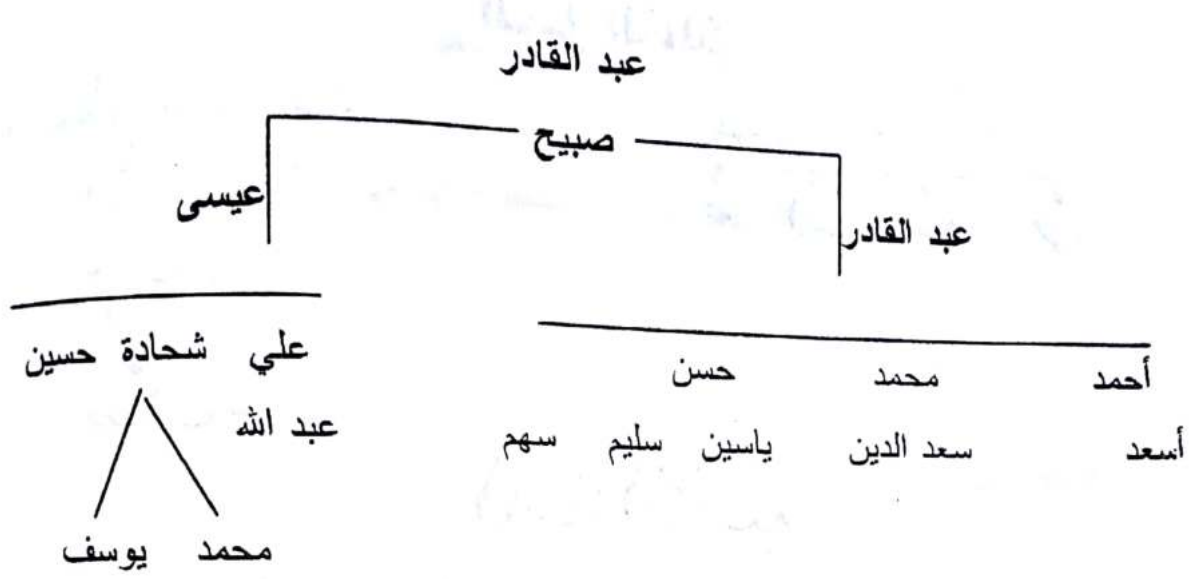 عبد القادر
صبيح
عبد القادر
عيسى
أحمد محمد حسن
أسعد سعد الدين ياسين سليم سهم
علي شحادة حسين
عبد الله
محمد يوسف